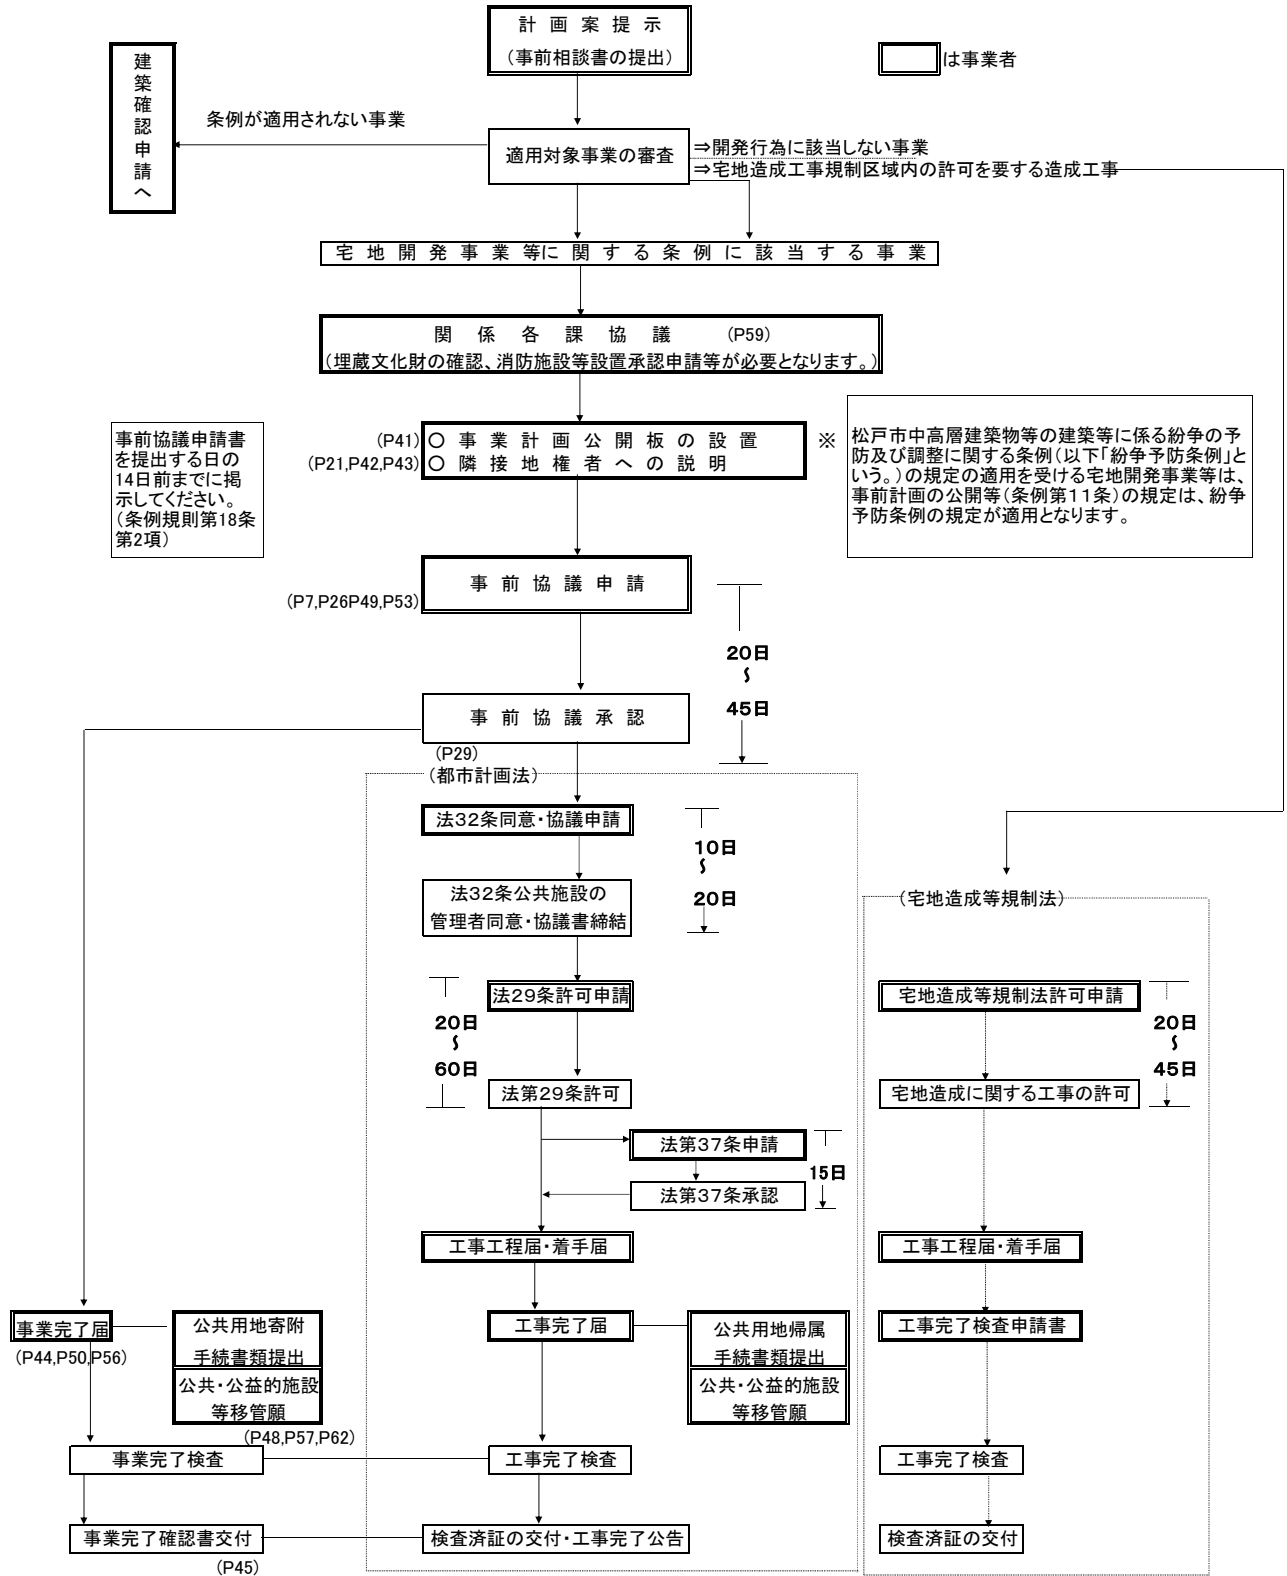 計画案提示
(事前相談書の提出)
は事業者
建築確認申請へ
条例が適用されない事業
適用対象事業の審査
⇒開発行為に該当しない事業
⇒宅地造成工事規制区域内の許可を要する造成工事
宅地開発事業等に関する条例に該当する事業
関係各課協議 (P59)
(埋蔵文化財の確認、消防施設等設置承認申請等が必要となります。)
事前協議申請書
を提出する日の
14日前までに掲
示してください。
(条例規則第18条
第2項)
(P41)
○ 事業計画公開板の設置
(P21,P42,P43)
○ 隣接地権者への説明
※
松戸市中高層建築物等の建築等に係る紛争の予
防及び調整に関する条例(以下「紛争予防条例」と
いう。)の規定の適用を受ける宅地開発事業等は、
事前計画の公開等(条例第11条)の規定は、紛争
予防条例の規定が適用となります。
事前協議申請
(P7,P26P49,P53)
20日
~
45日
事前協議承認
(P29)
(都市計画法)
法32条同意・協議申請
10日
~
20日
法32条公共施設の
管理者同意・協議書締結
(宅地造成等規制法)
法29条許可申請
20日
~
60日
法第29条許可
宅地造成等規制法許可申請
20日
~
45日
宅地造成に関する工事の許可
法第37条申請
15日
法第37条承認
工事工程届・着手届
工事工程届・着手届
事業完了届
(P44,P50,P56)
公共用地寄附
手続書類提出
公共・公益的施設
等移管願
(P48,P57,P62)
工事完了届
公共用地帰属
手続書類提出
公共・公益的施設
等移管願
工事完了検査申請書
事業完了検査
工事完了検査
工事完了検査
事業完了確認書交付
(P45)
検査済証の交付・工事完了公告
検査済証の交付